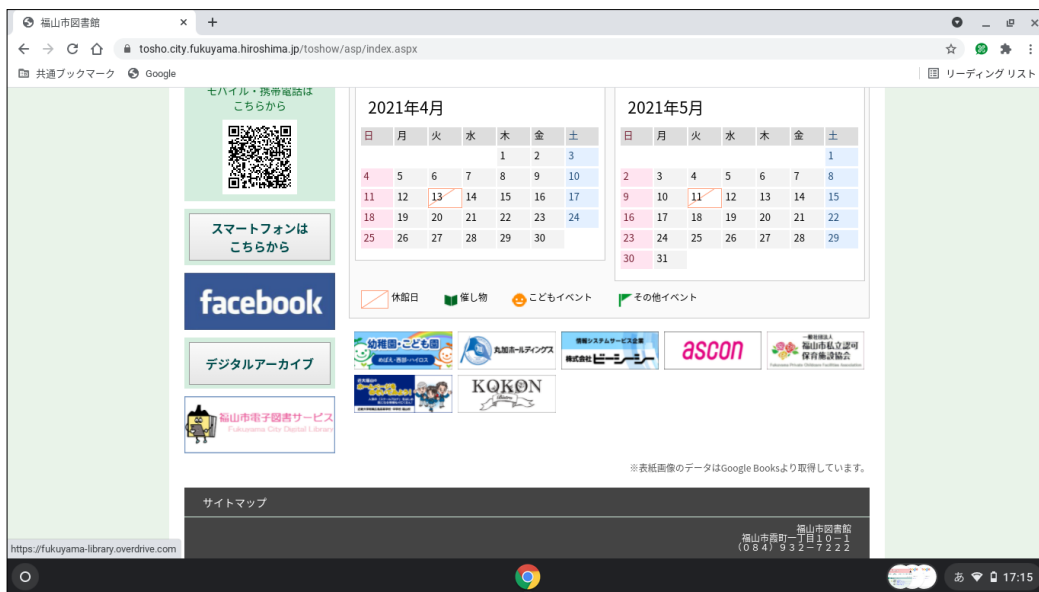 福山市図書館
tosho.city.fukuyama.hiroshima.jp/toshow/asp/index.aspx
共通ブックマーク Google
リーディング リスト
モバイル・携帯電話は
こちらから
スマートフォンは
こちらから
facebook
デジタルアーカイブ
福山市電子図書サービス
Fukuyama City Digital Library
2021年4月
日 月 火 水 木 金 土
1 2 3
4 5 6 7 8 9 10
11 12 13 14 15 16 17
18 19 20 21 22 23 24
25 26 27 28 29 30
2021年5月
日 月 火 水 木 金 土
1
2 3 4 5 6 7 8
9 10 11 12 13 14 15
16 17 18 19 20 21 22
23 24 25 26 27 28 29
30 31
休館日 催し物 こどもイベント その他イベント
幼稚園・こども園
丸加ホールディングス
情報システムサービス企業
株式会社ビーシーシー
ascon
一般社団法人
福山市私立認可
保育施設協会
KOKON
※表紙画像のデータはGoogle Booksより取得しています。
サイトマップ
福山市図書館
福山市霞町一丁目10−1
(084)932−7222
https://fukuyama-library.overdrive.com
あ 17:15